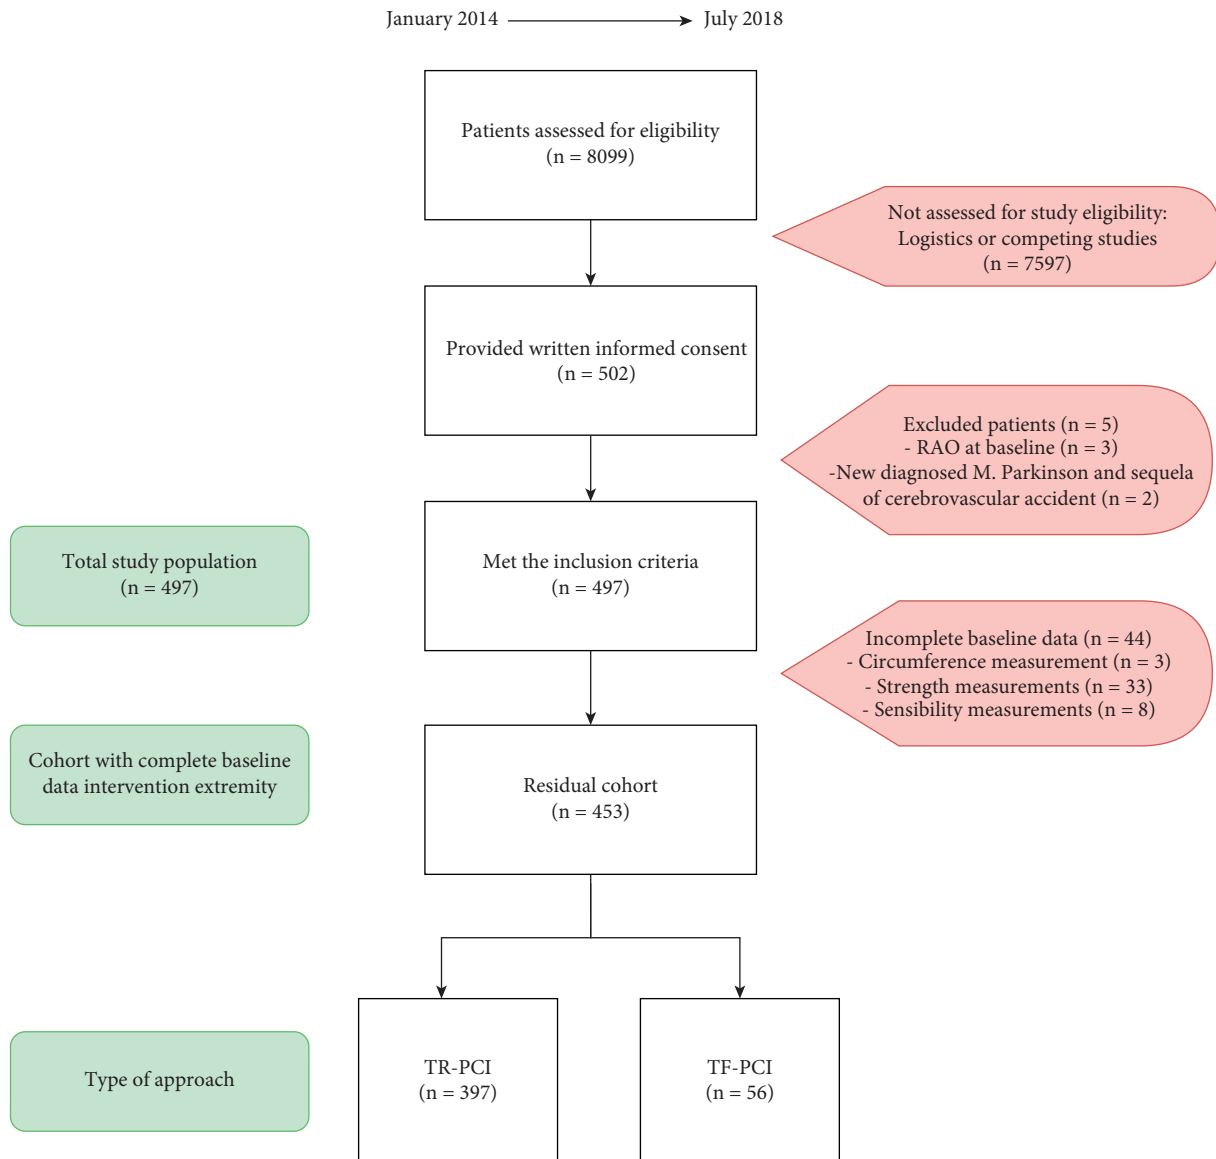 January 2014
July 2018
Patients assessed for eligibility
(n = 8099)
Not assessed for study eligibility:
Logistics or competing studies
(n = 7597)
Provided written informed consent
(n = 502)
Excluded patients (n = 5)
- RAO at baseline (n = 3)
-New diagnosed M. Parkinson and sequela
of cerebrovascular accident (n = 2)
Total study population
(n = 497)
Met the inclusion criteria
(n = 497)
Incomplete baseline data (n = 44)
- Circumference measurement (n = 3)
- Strength measurements (n = 33)
- Sensibility measurements (n = 8)
Cohort with complete baseline
data intervention extremity
Residual cohort
(n = 453)
Type of approach
TR-PCI
(n = 397)
TF-PCI
(n = 56)